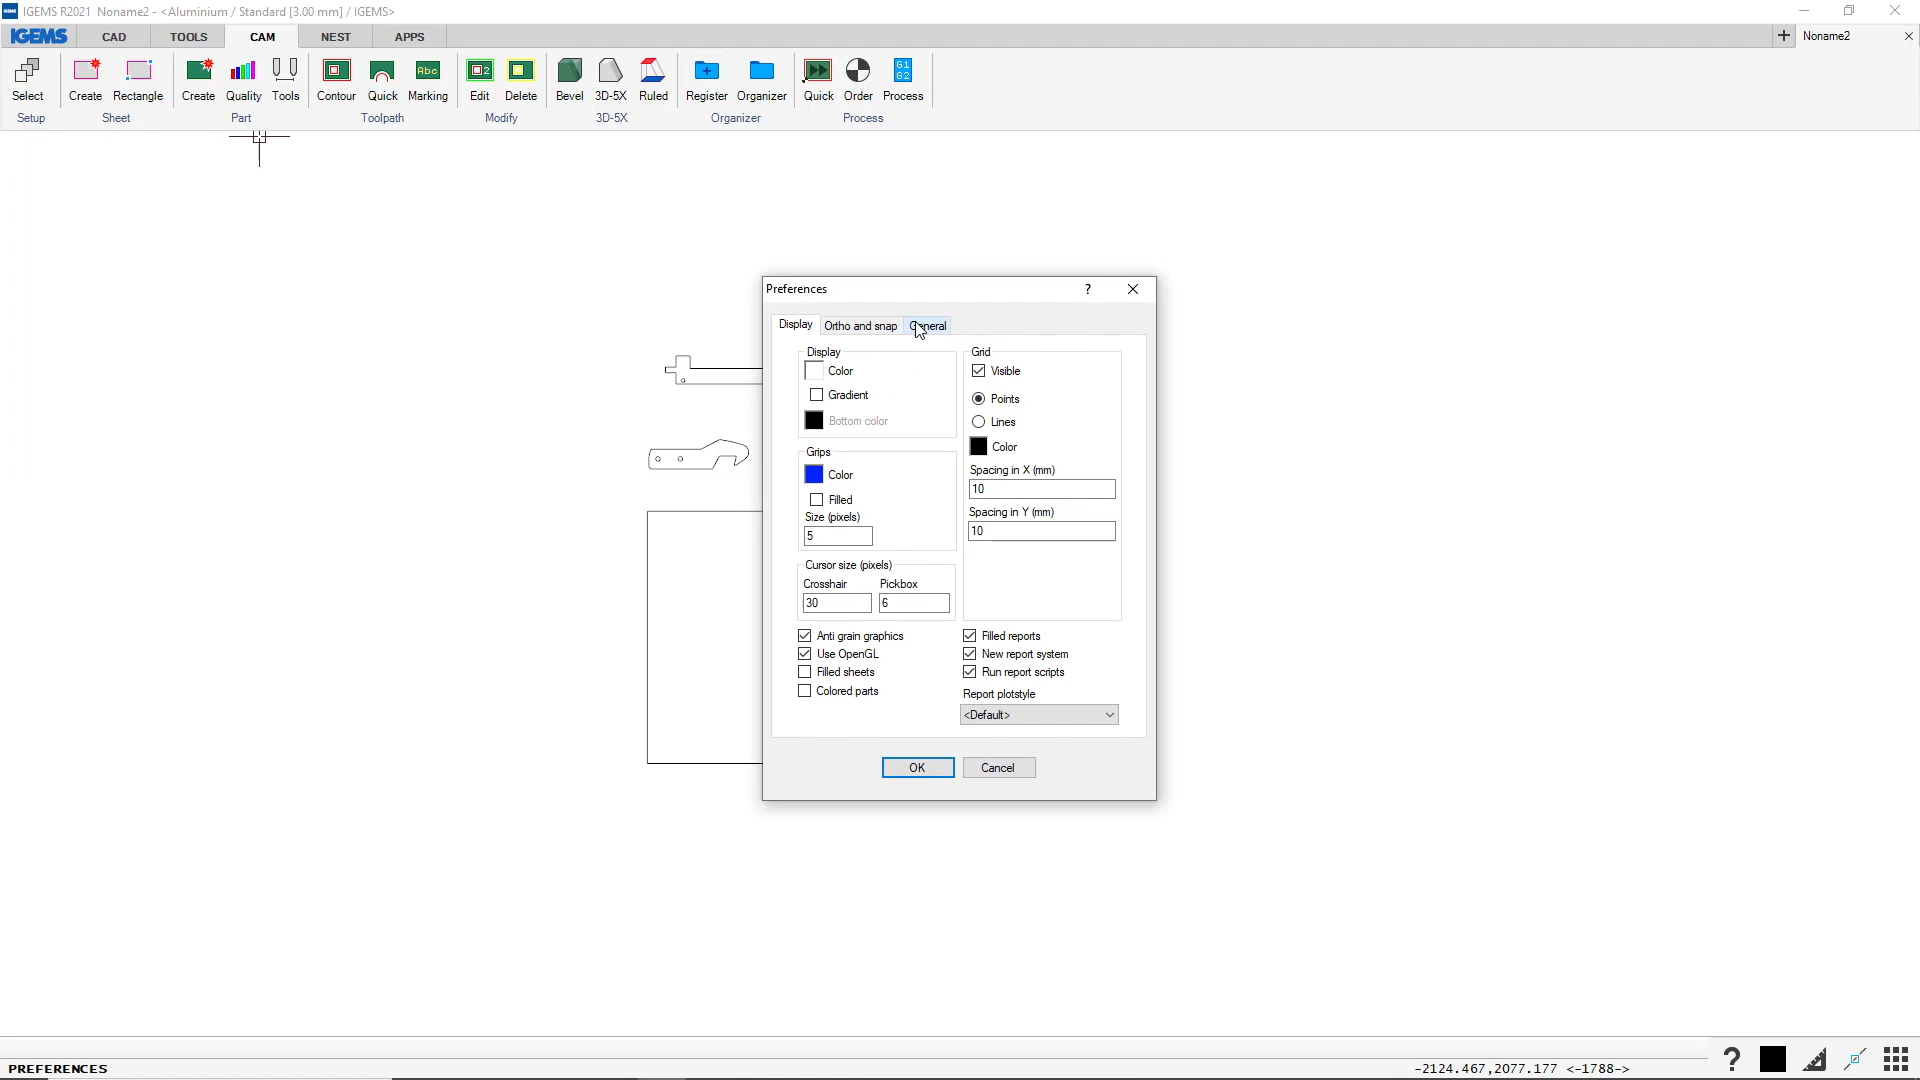 IGEMS R2021 Noname2 - <Aluminium / Standard [3.00 mm] / IGEMS>
IGEMS CAD TOOLS CAM NEST APPS + Noname2
Select Create Rectangle Create Quality Tools Contour Quick Marking Edit Delete Bevel 3D-5X Ruled Register Organizer Quick Order Process
Setup Sheet Part Toolpath Modify 3D-5X Organizer Process
Preferences ?
Display Ortho and snap General
Display
Color
Gradient
Bottom color
Grips
Color
Filled
Size (pixels)
5
Cursor size (pixels)
Crosshair Pickbox
30 6
Anti grain graphics
Use OpenGL
Filled sheets
Colored parts
Grid
Visible
Points
Lines
Color
Spacing in X (mm)
10
Spacing in Y (mm)
10
Filled reports
New report system
Run report scripts
Report plotstyle
<Default>
OK Cancel
PREFERENCES -2124.467,2077.177 <-1788-> ?